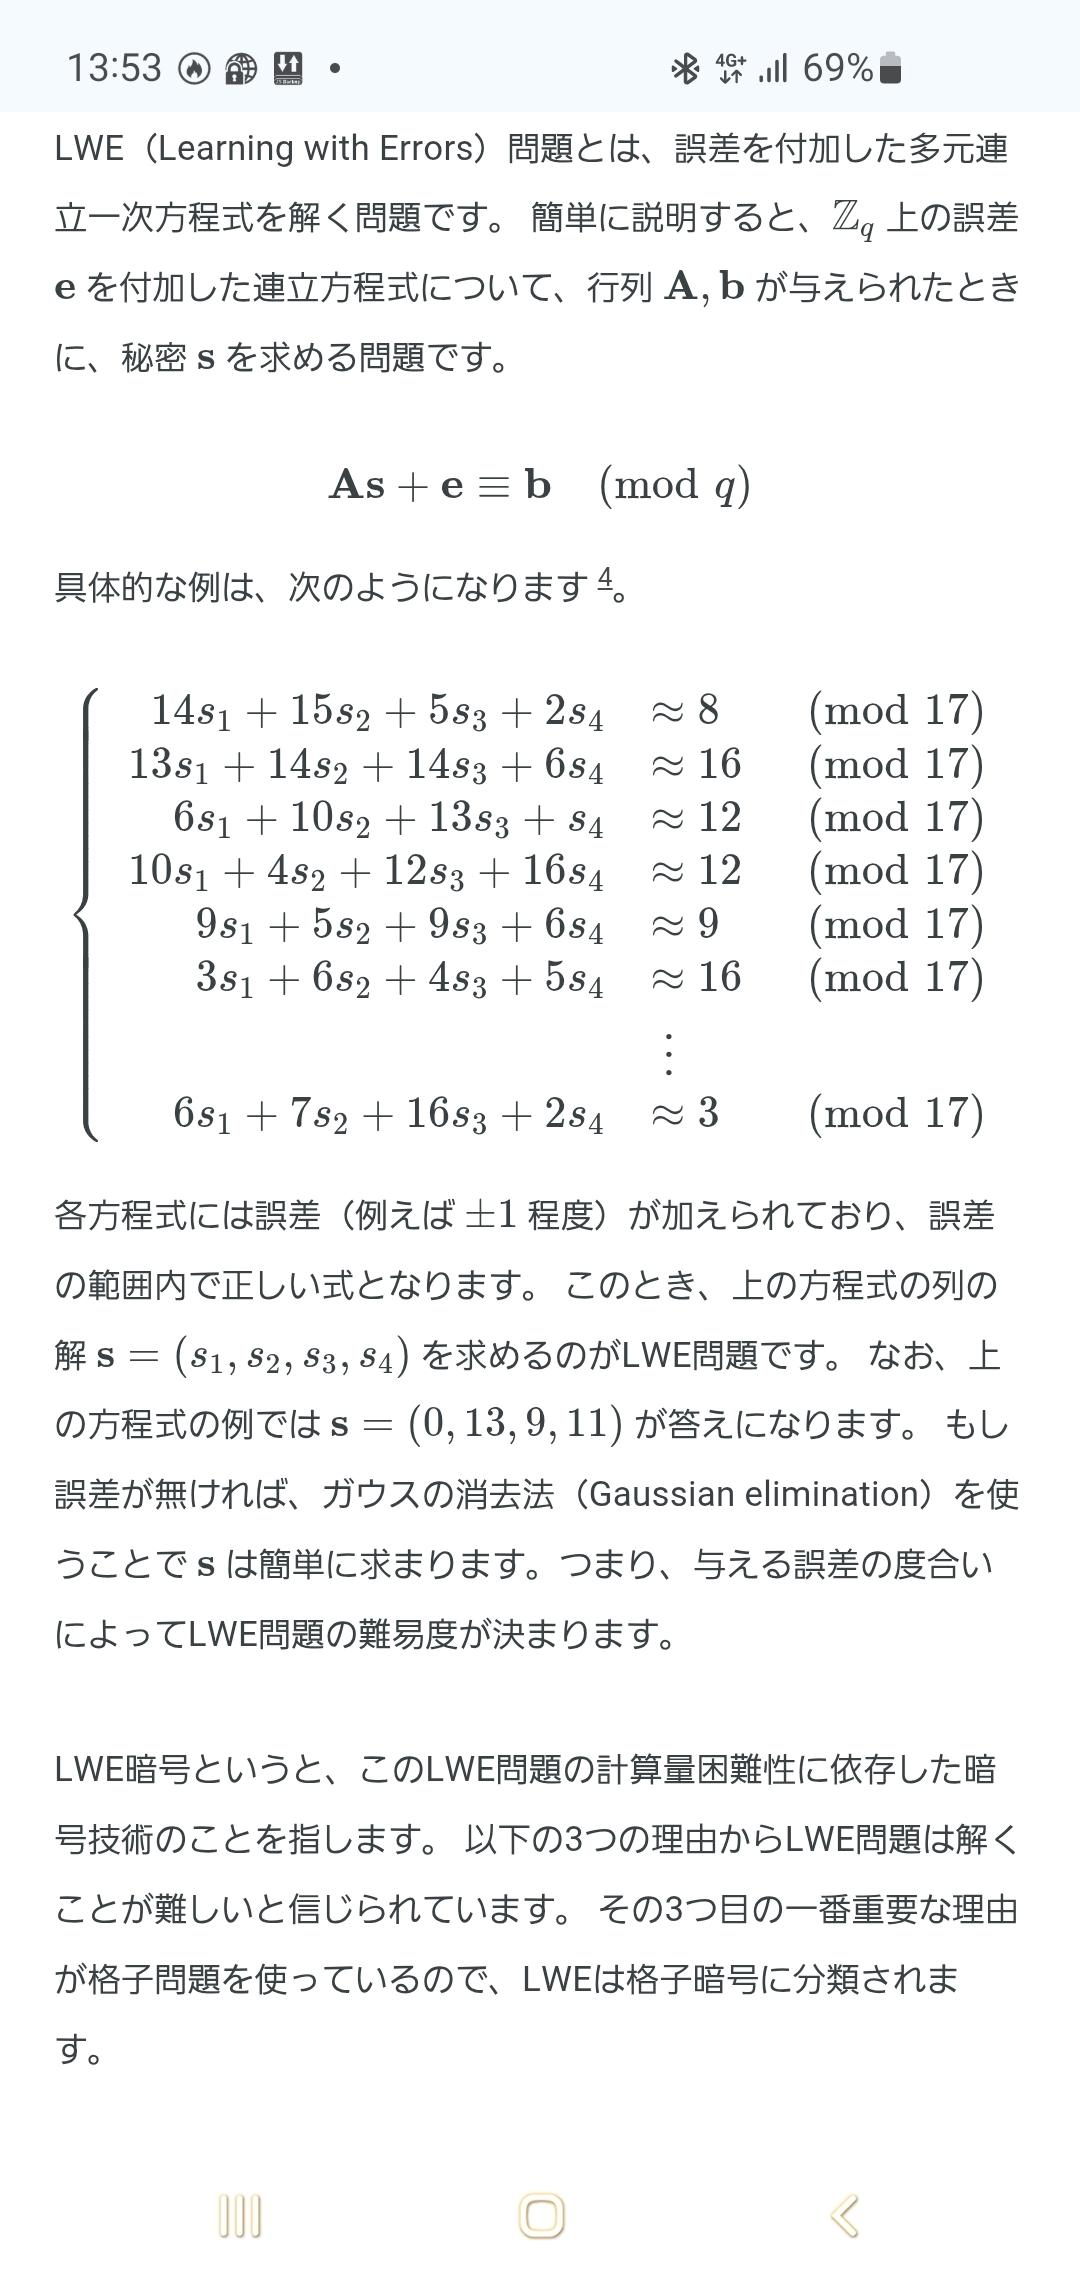 13:53 4G+ 69%
LWE（Learning with Errors）問題とは、誤差を付加した多元連
立一次方程式を解く問題です。 簡単に説明すると、ℤq 上の誤差
e を付加した連立方程式について、行列 A, b が与えられたとき
に、秘密 s を求める問題です。
As + e ≡ b (mod q)
具体的な例は、次のようになります 4。
14s₁ + 15s₂ + 5s₃ + 2s₄ ≈ 8 (mod 17)
13s₁ + 14s₂ + 14s₃ + 6s₄ ≈ 16 (mod 17)
6s₁ + 10s₂ + 13s₃ + s₄ ≈ 12 (mod 17)
10s₁ + 4s₂ + 12s₃ + 16s₄ ≈ 12 (mod 17)
9s₁ + 5s₂ + 9s₃ + 6s₄ ≈ 9 (mod 17)
3s₁ + 6s₂ + 4s₃ + 5s₄ ≈ 16 (mod 17)
⋮
6s₁ + 7s₂ + 16s₃ + 2s₄ ≈ 3 (mod 17)
各方程式には誤差（例えば ±1 程度）が加えられており、誤差
の範囲内で正しい式となります。 このとき、上の方程式の列の
解 s = (s₁, s₂, s₃, s₄) を求めるのがLWE問題です。 なお、上
の方程式の例では s = (0, 13, 9, 11) が答えになります。 もし
誤差が無ければ、ガウスの消去法（Gaussian elimination）を使
うことで s は簡単に求まります。つまり、与える誤差の度合い
によってLWE問題の難易度が決まります。
LWE暗号というと、このLWE問題の計算量困難性に依存した暗
号技術のことを指します。 以下の3つの理由からLWE問題は解く
ことが難しいと信じられています。 その3つ目の一番重要な理由
が格子問題を使っているので、LWEは格子暗号に分類されま
す。